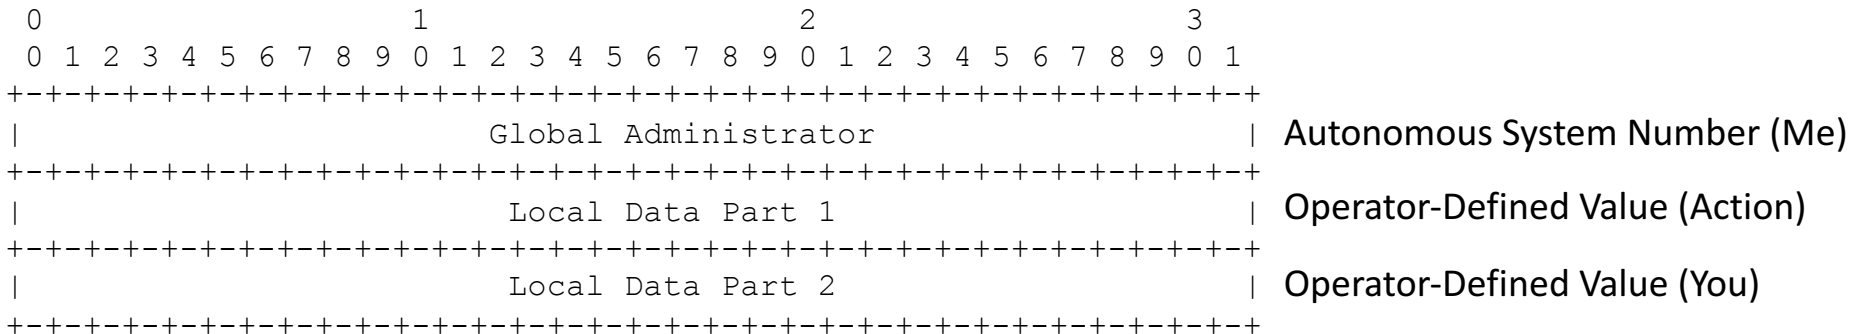 0                   1                   2                   3
 0 1 2 3 4 5 6 7 8 9 0 1 2 3 4 5 6 7 8 9 0 1 2 3 4 5 6 7 8 9 0 1
+-+-+-+-+-+-+-+-+-+-+-+-+-+-+-+-+-+-+-+-+-+-+-+-+-+-+-+-+-+-+-+-+
|                        Global Administrator                   | Autonomous System Number (Me)
+-+-+-+-+-+-+-+-+-+-+-+-+-+-+-+-+-+-+-+-+-+-+-+-+-+-+-+-+-+-+-+-+
|                         Local Data Part 1                     | Operator-Defined Value (Action)
+-+-+-+-+-+-+-+-+-+-+-+-+-+-+-+-+-+-+-+-+-+-+-+-+-+-+-+-+-+-+-+-+
|                         Local Data Part 2                     | Operator-Defined Value (You)
+-+-+-+-+-+-+-+-+-+-+-+-+-+-+-+-+-+-+-+-+-+-+-+-+-+-+-+-+-+-+-+-+